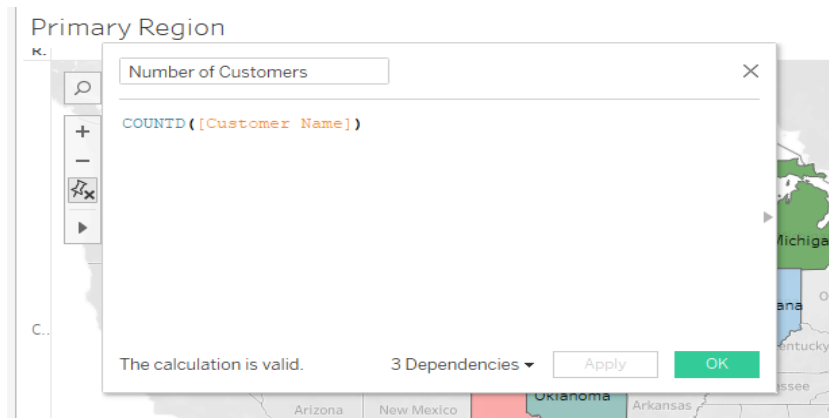 Primary Region
R.
Number of Customers
COUNTD([Customer Name])
Michiga
ana
O
C..
entucky
The calculation is valid. 3 Dependencies Apply OK
ssee
Oklahoma
Arizona New Mexico Arkansas